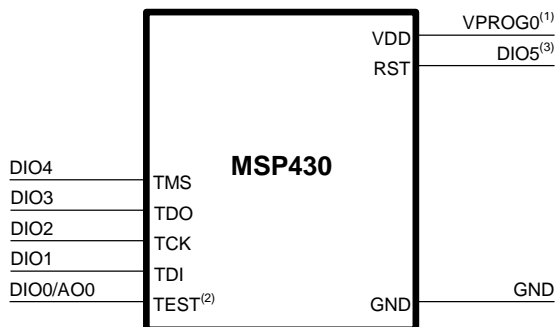 VDD VPROG0(1)
RST DIO5(3)
MSP430
DIO4 TMS
DIO3 TDO
DIO2 TCK
DIO1 TDI
DIO0/AO0 TEST(2) GND GND